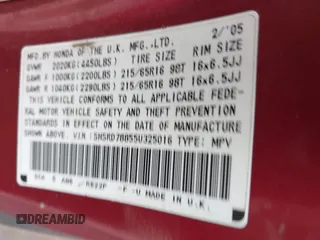 MFD. BY HONDA OF THE U.K. MFG.,LTD. 2/'05
GVWR 2020KG(4450LBS) TIRE SIZE RIM SIZE
GAWR F 1000KG(2200LBS) 215/65R16 98T 16x6.5JJ
GAWR R 1040KG(2290LBS) 215/65R16 98T 16x6.5JJ
THIS VEHICLE CONFORMS TO ALL APPLICABLE FEDE-
RAL MOTOR VEHICLE SAFETY AND THEFT PREVENTION
STANDARDS IN EFFECT ON THE DATE OF MANUFACTURE
SHOWN ABOVE. VIN:SHSRD78855U325016 TYPE: MPV
MADE IN U.K.
DREAMBID